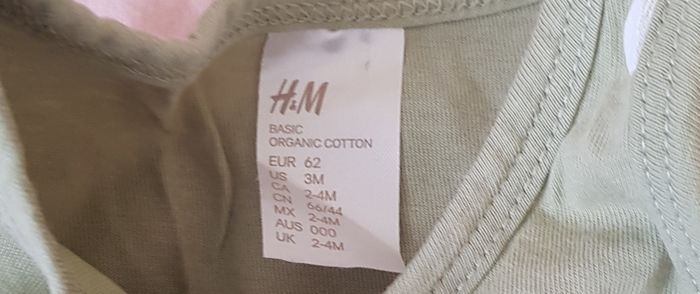 H&M
BASIC
ORGANIC COTTON
EUR 62
US 3M
CA 2-4M
CN 66/44
MX 2-4M
AUS 000
UK 2-4M